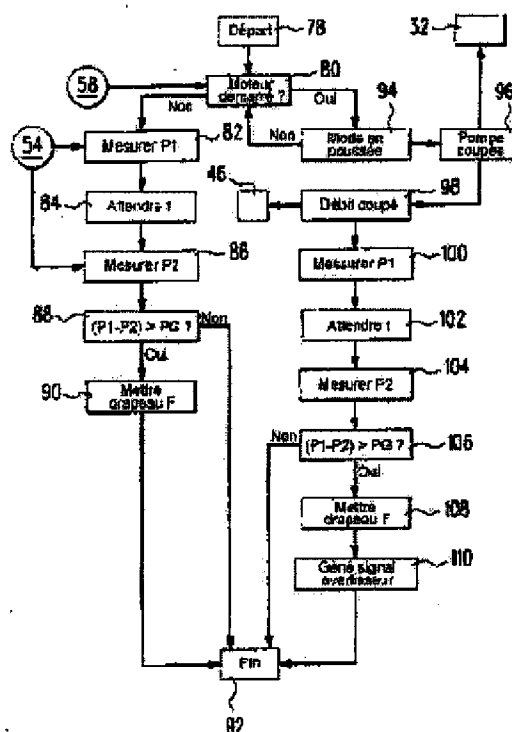 Départ
78
32
58
Moteur
démarré ?
80
Non
Oui
94
96
54
Mesurer P1
82
Non
Mode en
poussée
Pompe
coupée
46
84
Attendre t
Débit coupé
98
Mesurer P2
86
Messurer P1
100
88
(P1-P2) > PG ?
Non
Attendre t
102
Oui
90
Mettre
drapeau F
Mesurer P2
104
Non
(P1-P2) > PG ?
106
Oui
Mettre
drapeau F
108
Géné signal
avertisseur
110
Fin
92